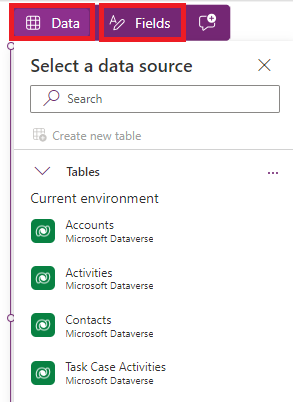 Data Fields
Select a data source
Search
Create new table
Tables
Current environment
Accounts
Microsoft Dataverse
Activities
Microsoft Dataverse
Contacts
Microsoft Dataverse
Task Case Activities
Microsoft Dataverse